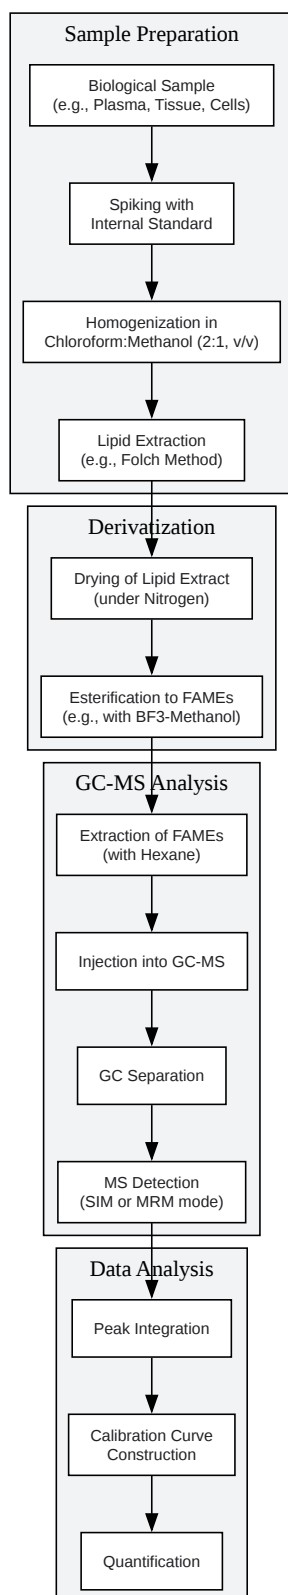 Sample Preparation
Biological Sample
(e.g., Plasma, Tissue, Cells)
Spiking with
Internal Standard
Homogenization in
Chloroform:Methanol (2:1, v/v)
Lipid Extraction
(e.g., Folch Method)
Derivatization
Drying of Lipid Extract
(under Nitrogen)
Esterification to FAMEs
(e.g., with BF3-Methanol)
GC-MS Analysis
Extraction of FAMEs
(with Hexane)
Injection into GC-MS
GC Separation
MS Detection
(SIM or MRM mode)
Data Analysis
Peak Integration
Calibration Curve
Construction
Quantification